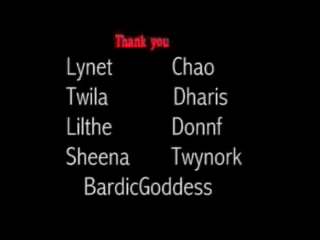 Thank you
Lynet Chao
Twila Dharis
Lilthe Donnf
Sheena Twynork
BardicGoddess